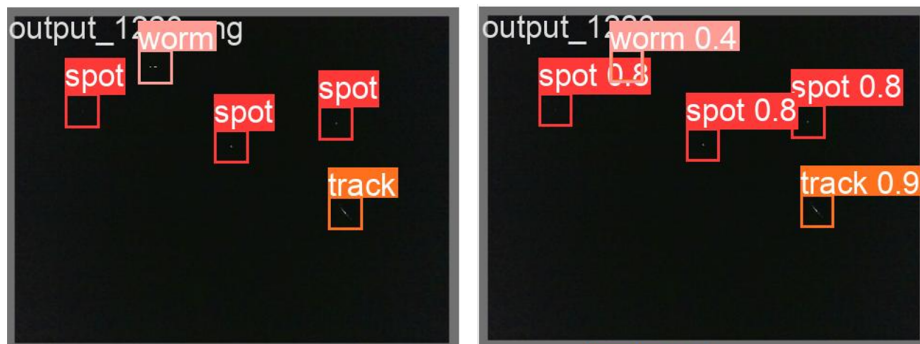 output_1
ng
worm
spot
spot
spot
track
output_1
worm 0.4
spot 0.8
spot 0.8
spot 0.8
track 0.9